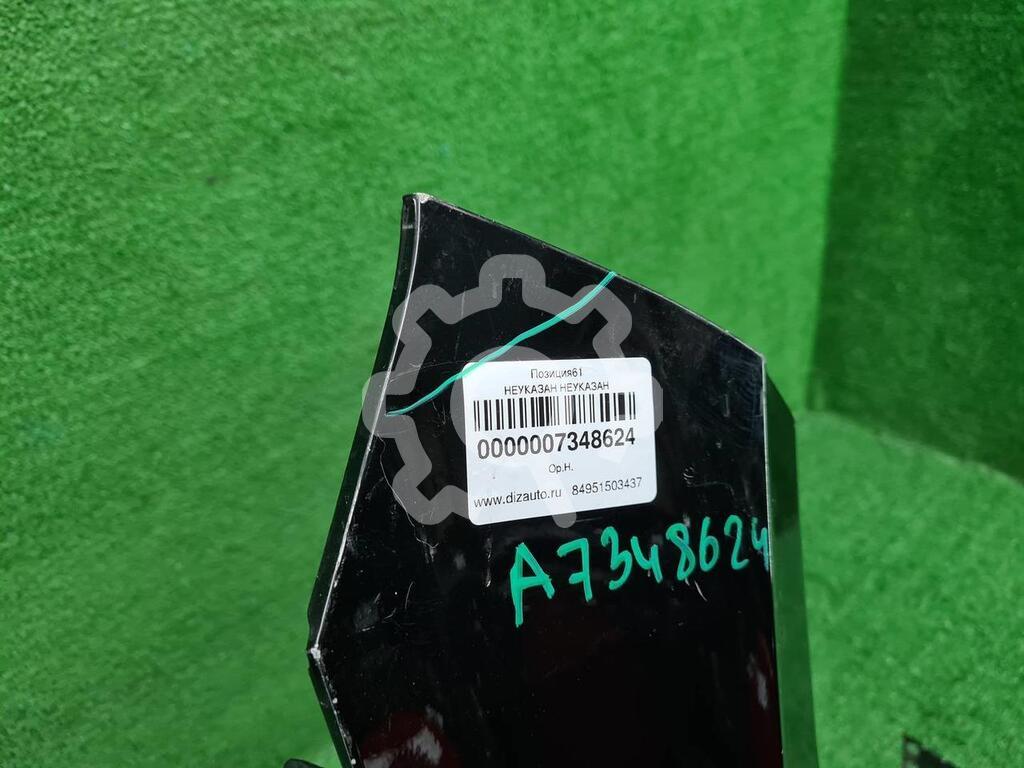 Позиция61
НЕУКАЗАН НЕУКАЗАН
0000007348624
Ор.Н.
www.dizauto.ru 84951503437
A7348624